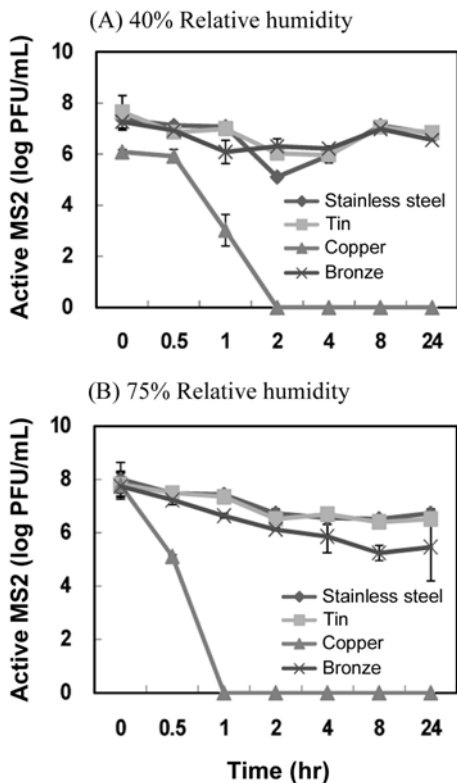 (A) 40% Relative humidity
Active MS2 (log PFU/mL)
10
8
6
4
2
0
Stainless steel
Tin
Copper
Bronze
0 0.5 1 2 4 8 24
(B) 75% Relative humidity
Active MS2 (log PFU/mL)
10
8
6
4
2
0
Stainless steel
Tin
Copper
Bronze
0 0.5 1 2 4 8 24
Time (hr)